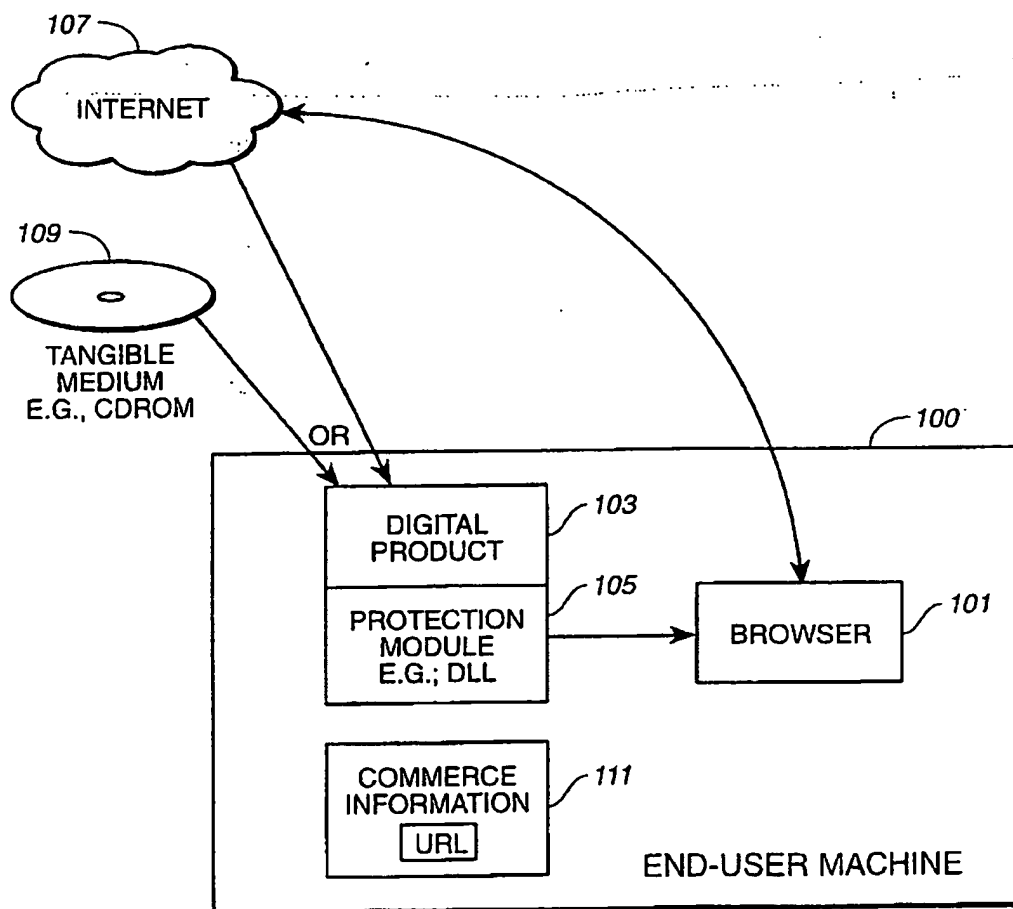 107
INTERNET
109
TANGIBLE
MEDIUM
E.G., CDROM
OR
100
DIGITAL
PRODUCT
103
PROTECTION
MODULE
E.G.; DLL
105
BROWSER
101
COMMERCE
INFORMATION
URL
111
END-USER MACHINE